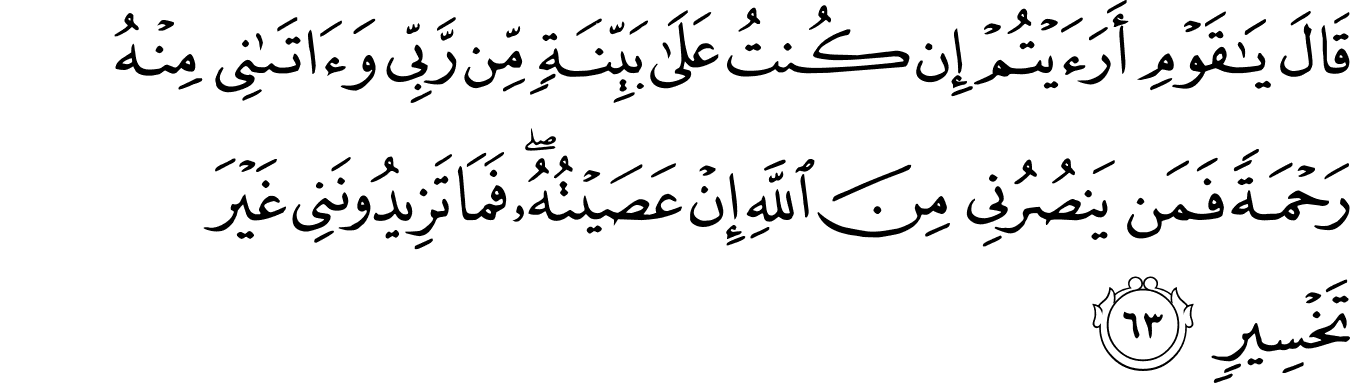 قَالَ يَٰقَوْمِ أَرَءَيْتُمْ إِن كُنتُ عَلَىٰ بَيِّنَةٍ مِّن رَّبِّى وَءَاتَىٰنِى مِنْهُ
رَحْمَةً فَمَن يَنصُرُنِى مِنَ ٱللَّهِ إِنْ عَصَيْتُهُۥ ۖ فَمَا تَزِيدُونَنِى غَيْرَ
تَخْسِيرٍ ٦٣